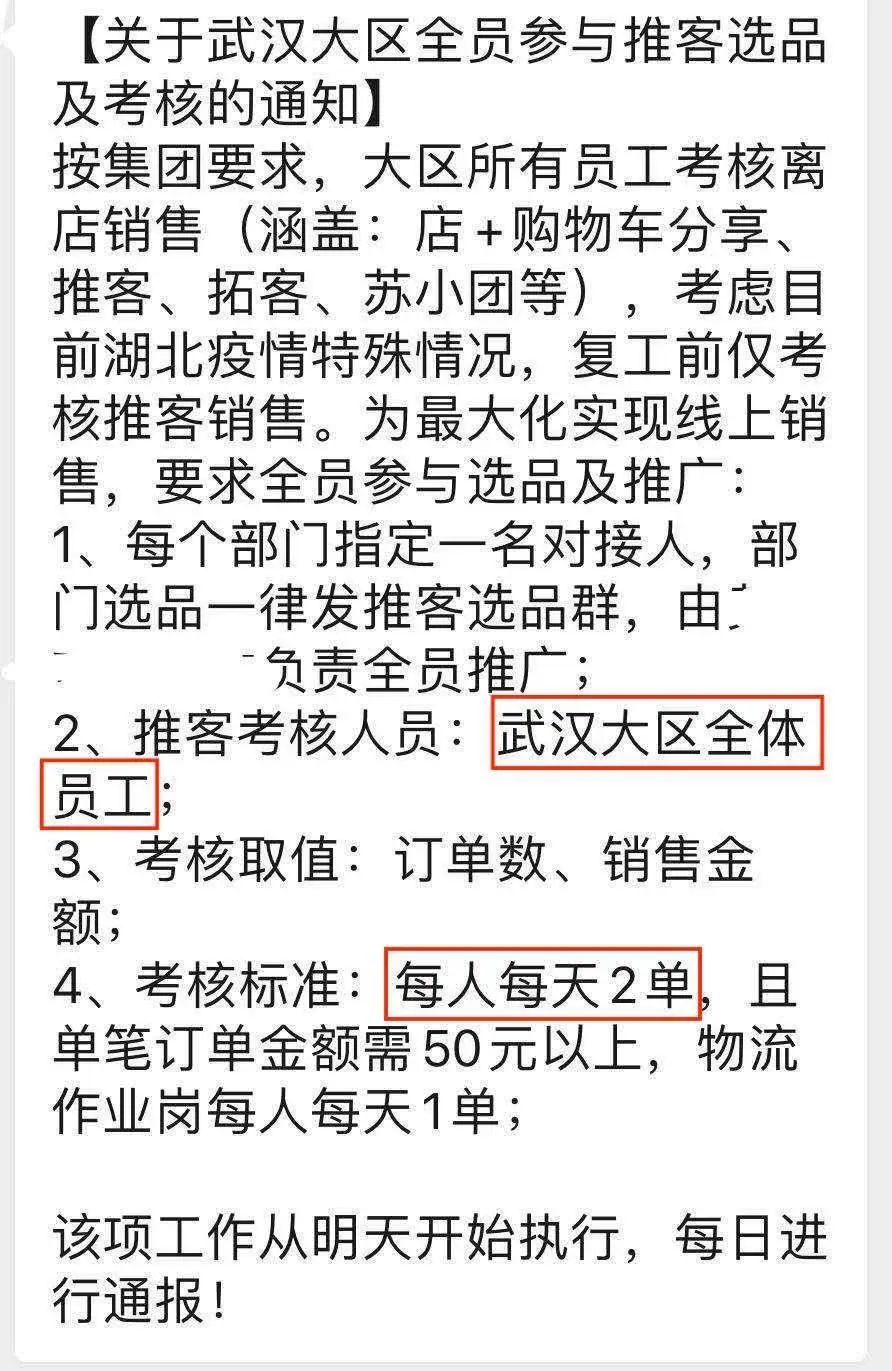 【关于武汉大区全员参与推客选品
及考核的通知】
按集团要求，大区所有员工考核离
店销售（涵盖：店+购物车分享、
推客、拓客、苏小团等），考虑目
前湖北疫情特殊情况，复工前仅考
核推客销售。为最大化实现线上销
售，要求全员参与选品及推广：
1、每个部门指定一名对接人，部
门选品一律发推客选品群，由
负责全员推广；
2、推客考核人员：武汉大区全体
员工；
3、考核取值：订单数、销售金
额；
4、考核标准：每人每天2单，且
单笔订单金额需50元以上，物流
作业岗每人每天1单；
该项工作从明天开始执行，每日进
行通报！